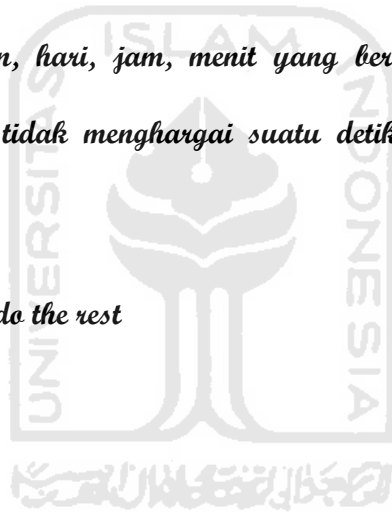 n, hari, jam, menit yang ber
tidak menghargai suatu detik
do the rest
ISLAM
UNIVERSITAS
INDONESIA